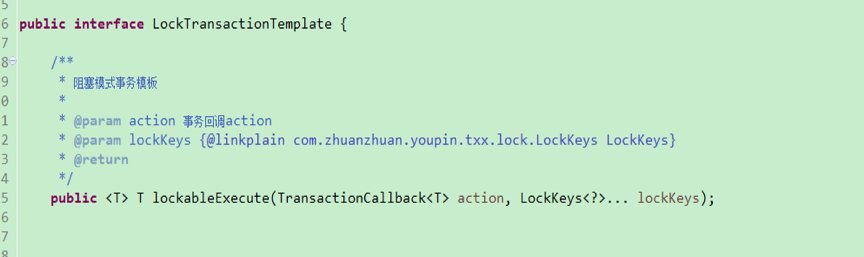 5
6 public interface LockTransactionTemplate {
7
8 /**
9 * 阻塞模式事务模板
0 *
1 * @param action 事务回调action
2 * @param lockKeys {@linkplain com.zhuanzhuan.youpin.txx.lock.LockKeys LockKeys}
3 * @return
4 */
5 public <T> T lockableExecute(TransactionCallback<T> action, LockKeys<?>... lockKeys);
6
7
8